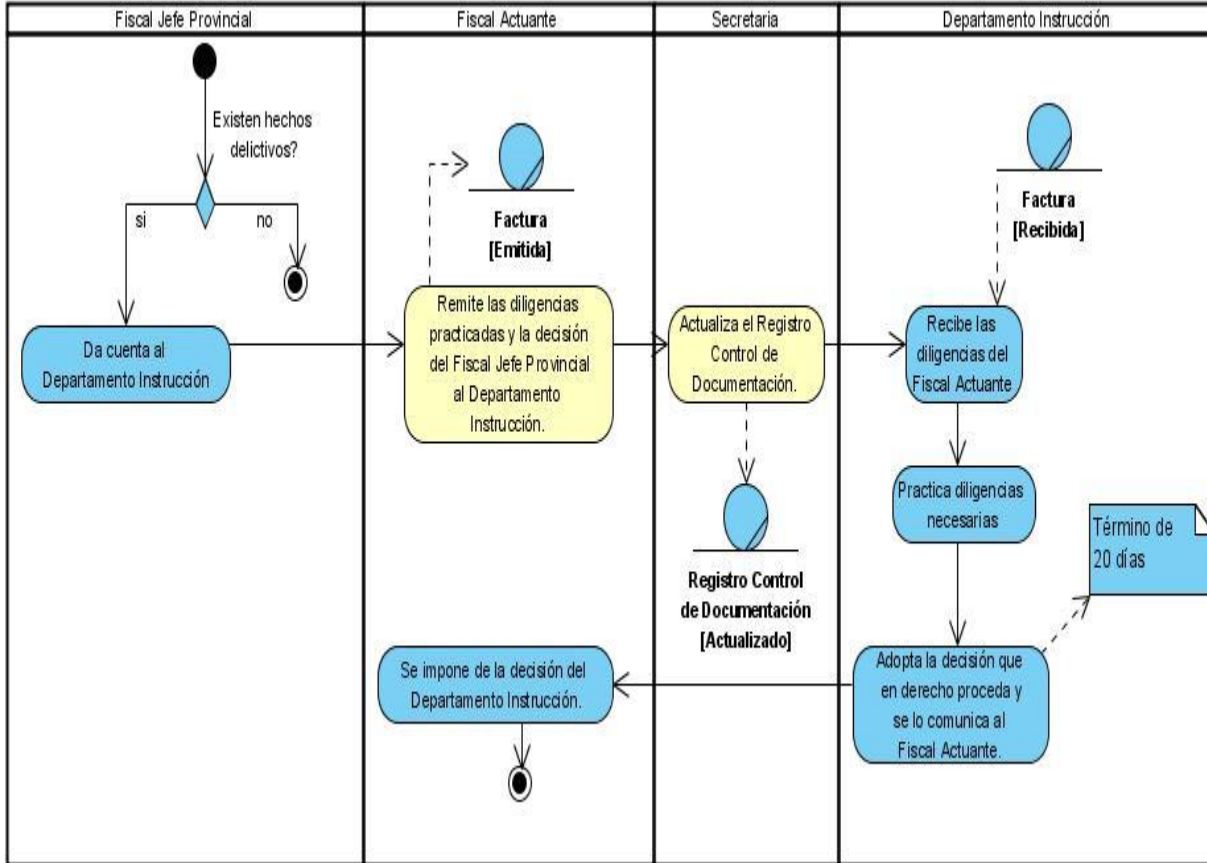 Fiscal Jefe Provincial
Fiscal Actuante
Secretaria
Departamento Instrucción
Existen hechos
delictivos?
si
no
Da cuenta al
Departamento Instrucción
Factura
[Emitida]
Remite las diligencias
practicadas y la decisión
del Fiscal Jefe Provincial
al Departamento
Instrucción.
Actualiza el Registro
Control de
Documentación.
Registro Control
de Documentación
[Actualizado]
Factura
[Recibida]
Recibe las
diligencias del
Fiscal Actuante
Practica diligencias
necesarias
Término de
20 días
Adopta la decisión que
en derecho proceda y
se lo comunica al
Fiscal Actuante.
Se impone de la decisión del
Departamento Instrucción.